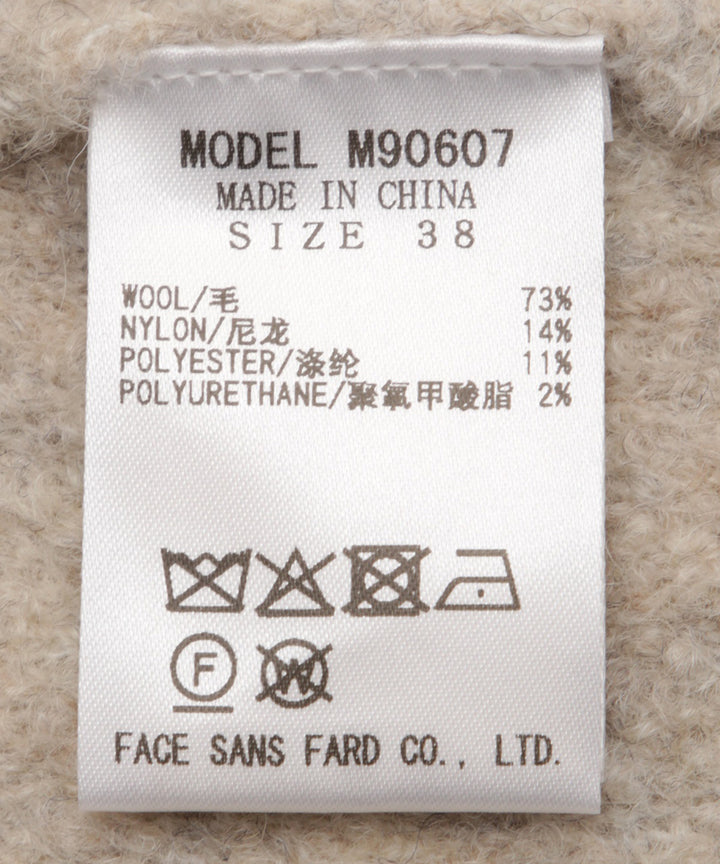 MODEL M90607
MADE IN CHINA
SIZE 38
WOOL/毛 73%
NYLON/尼龙 14%
POLYESTER/涤纶 11%
POLYURETHANE/聚氧甲酸脂 2%
F W
FACE SANS FARD CO., LTD.